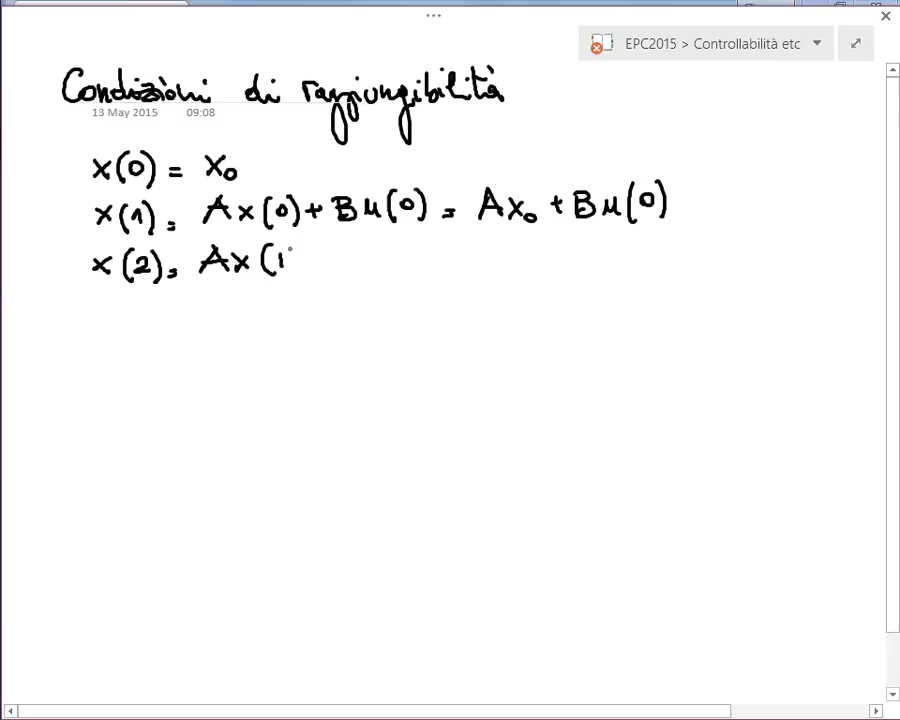 EPC2015 > Controllabilità etc
Condizioni di raggiungibilità
13 May 2015 09:08
x(0) = x₀
x(1) = Ax(0) + Bu(0) = Ax₀ + Bu(0)
x(2) = Ax(1